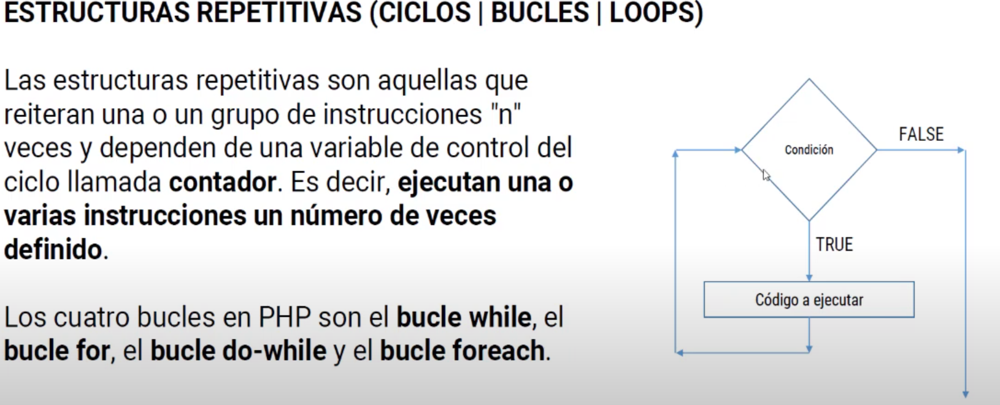 ESTRUCTURAS REPETITIVAS (CICLOS | BUCLES | LOOPS)
Las estructuras repetitivas son aquellas que
reiteran una o un grupo de instrucciones "n"
veces y dependen de una variable de control del
ciclo llamada contador. Es decir, ejecutan una o
varias instrucciones un número de veces
definido.
Los cuatro bucles en PHP son el bucle while, el
bucle for, el bucle do-while y el bucle foreach.
Condición
FALSE
TRUE
Código a ejecutar